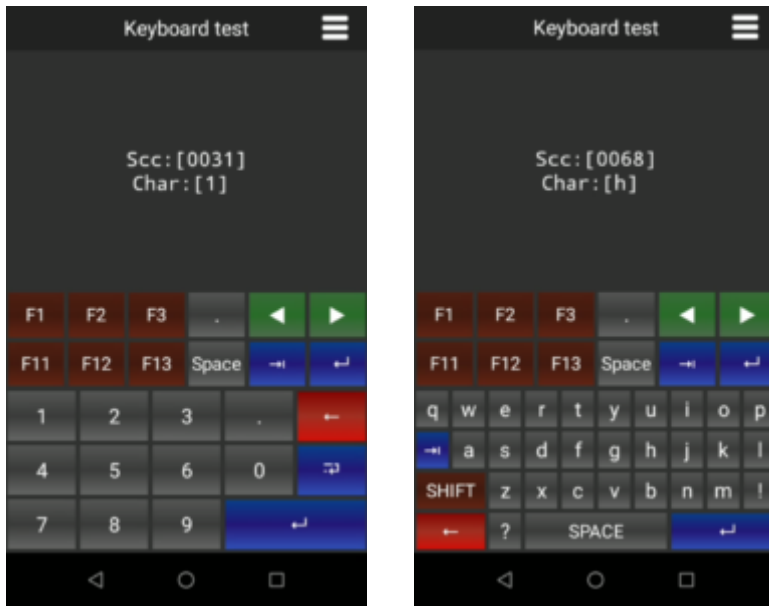 Keyboard test
Scc:[0031]
Char:[1]
F1 F2 F3 .
F11 F12 F13 Space
1 2 3 .
4 5 6 0
7 8 9
Keyboard test
Scc:[0068]
Char:[h]
F1 F2 F3 .
F11 F12 F13 Space
q w e r t y u i o p
a s d f g h j k l
SHIFT z x c v b n m !
? SPACE